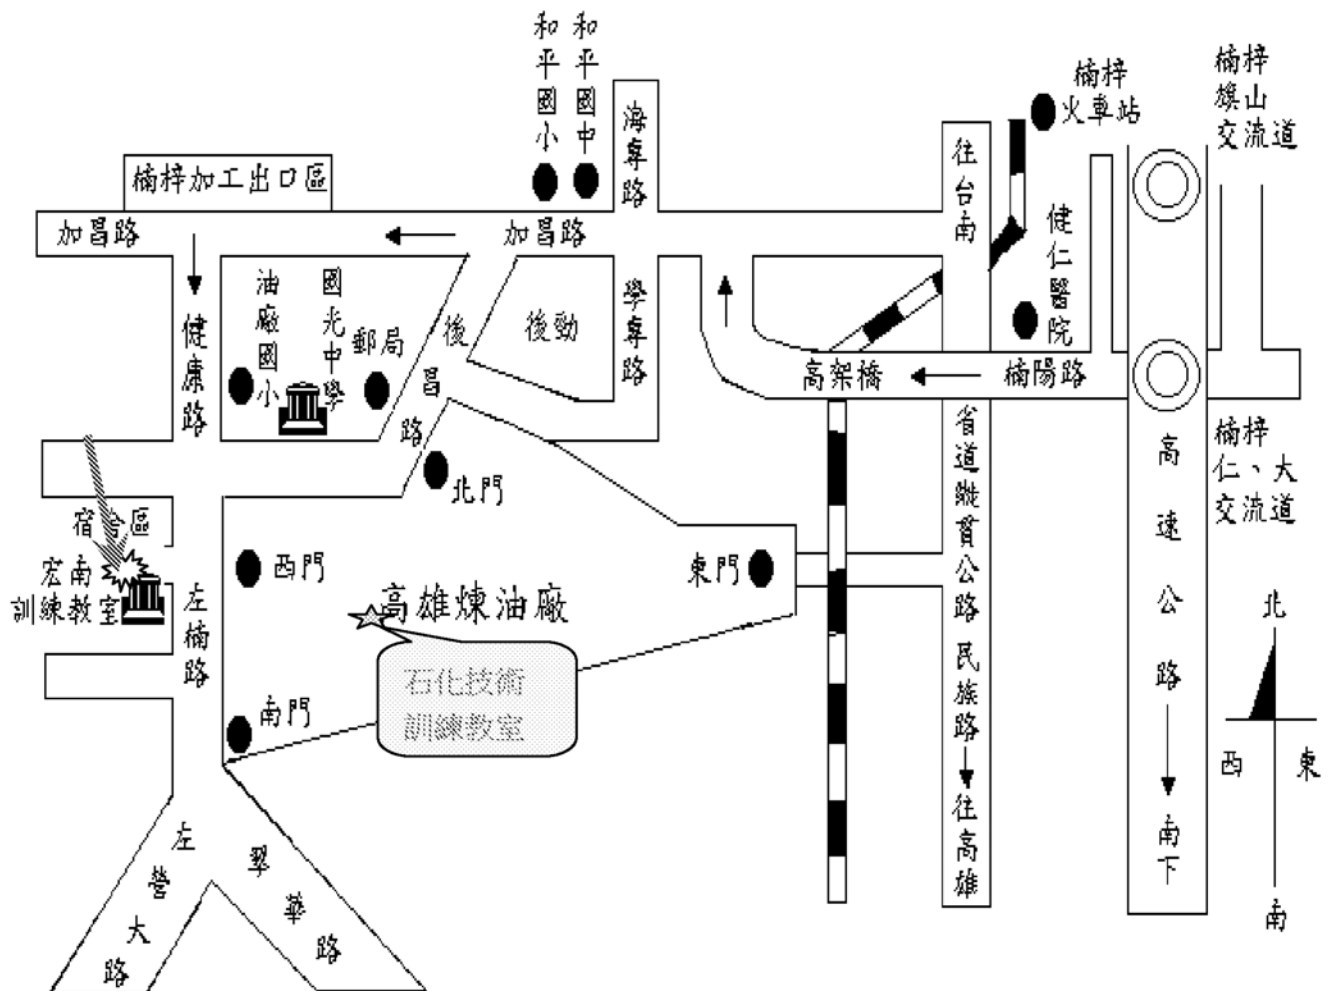 和平國小
和平國中
海專路
楠梓
火車站
楠梓
旗山
交流道
往台南
楠梓加工出口區
加昌路
加昌路
健仁醫院
油廠國小
國光中學
郵局
後昌路
後勁
學專路
健康路
高架橋
楠陽路
省道縱貫公路 民族路
往高雄
高速公路
南下
楠梓
仁、大
交流道
北門
宿舍區
西門
東門
宏南
訓練教室
左楠路
高雄煉油廠
石化技術
訓練教室
南門
北
西
東
南
左營大路
翠華路